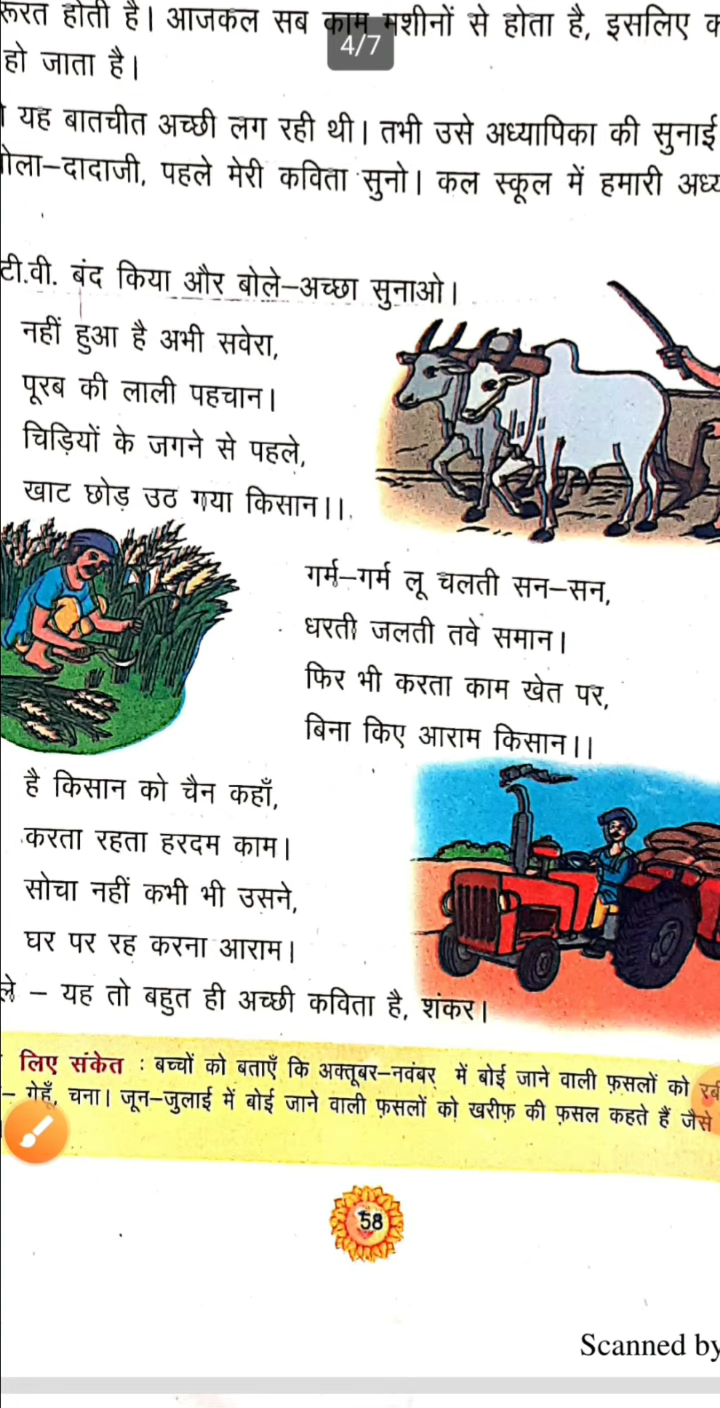 रूरत होती है। आजकल सब काम मशीनों से होता है, इसलिए
4/7
हो जाता है।
यह बातचीत अच्छी लग रही थी। तभी उसे अध्यापिका की सुनाई
दादाजी, पहले मेरी कविता सुनो। कल स्कूल में हमारी
टी.वी. बंद किया और बोले–अच्छा सुनाओ।
नहीं हुआ है अभी सवेरा,
पूरब की लाली पहचान।
चिड़ियों के जगने से पहले,
खाट छोड़ उठ गया किसान।।
गर्म–गर्म लू चलती सन–सन,
धरती जलती तवे समान।
फिर भी करता काम खेत पर,
बिना किए आराम किसान।।
है किसान को चैन कहाँ,
करता रहता हरदम काम।
सोचा नहीं कभी भी उसने,
घर पर रह करना आराम।
ले – यह तो बहुत ही अच्छी कविता है, शंकर।
लिए संकेत : बच्चों को बताएँ कि अक्तूबर–नवंबर में बोई जाने वाली फ़सलों को
– गेहूँ, चना। जून–जुलाई में बोई जाने वाली फ़सलों को खरीफ़ की फ़सल कहते हैं जैसे
58
Scanned by